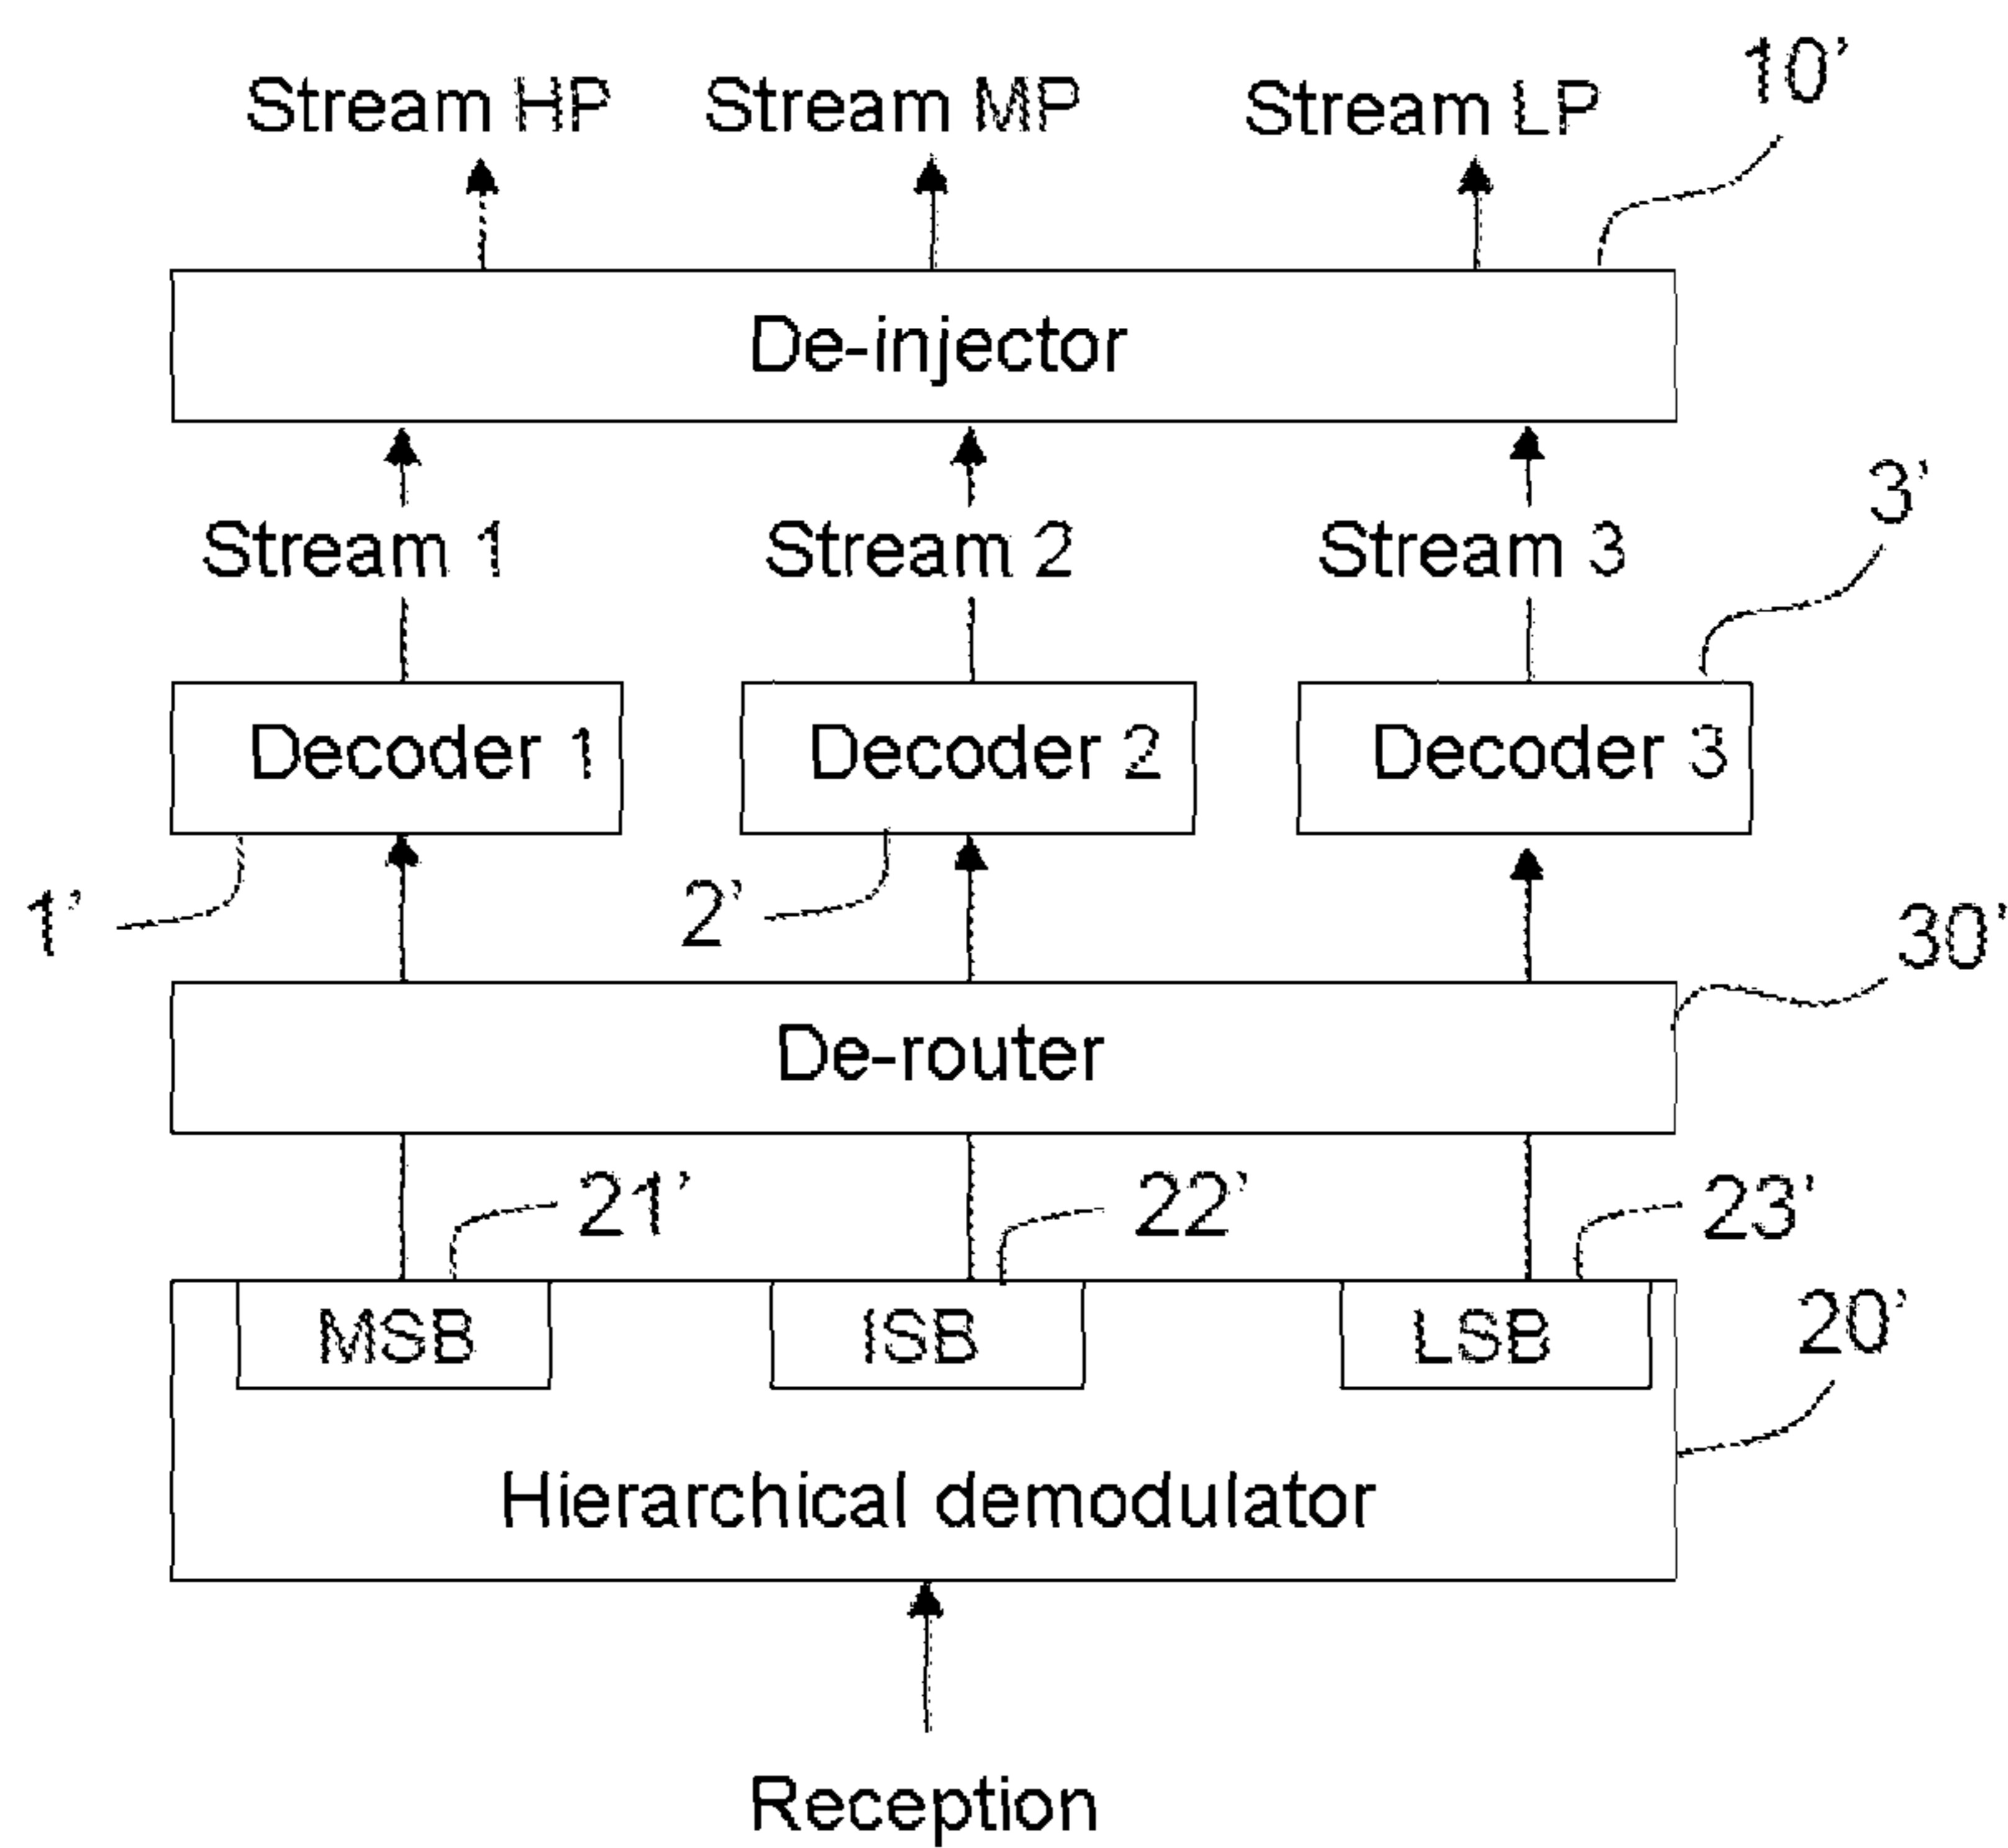 10’
Stream HP Stream MP Stream LP
De-injector
3’
Stream 1 Stream 2 Stream 3
Decoder 1 Decoder 2 Decoder 3
1’ 2’ 30’
De-router
21’ 22’ 23’
MSB ISB LSB
20’
Hierarchical demodulator
Reception